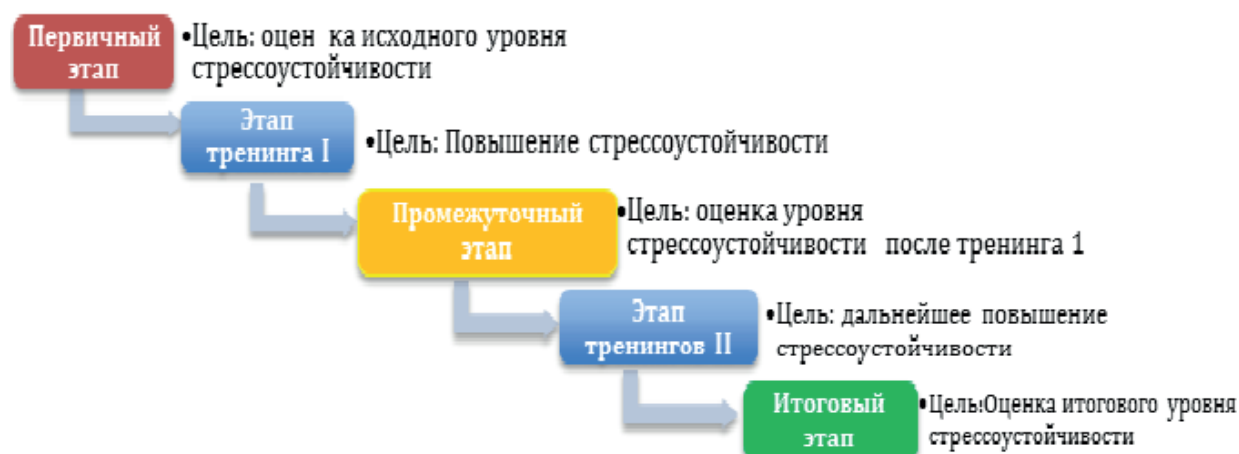 Первичный
этап
•Цель: оцен ка исходного уровня
стрессоустойчивости
Этап
тренинга I
•Цель: Повышение стрессоустойчивости
Промежуточный
этап
•Цель: оценка уровня
стрессоустойчивости после тренинга 1
Этап
тренингов II
•Цель: дальнейшее повышение
стрессоустойчивости
Итоговый
этап
•Цель:Оценка итогового уровня
стрессоустойчивости